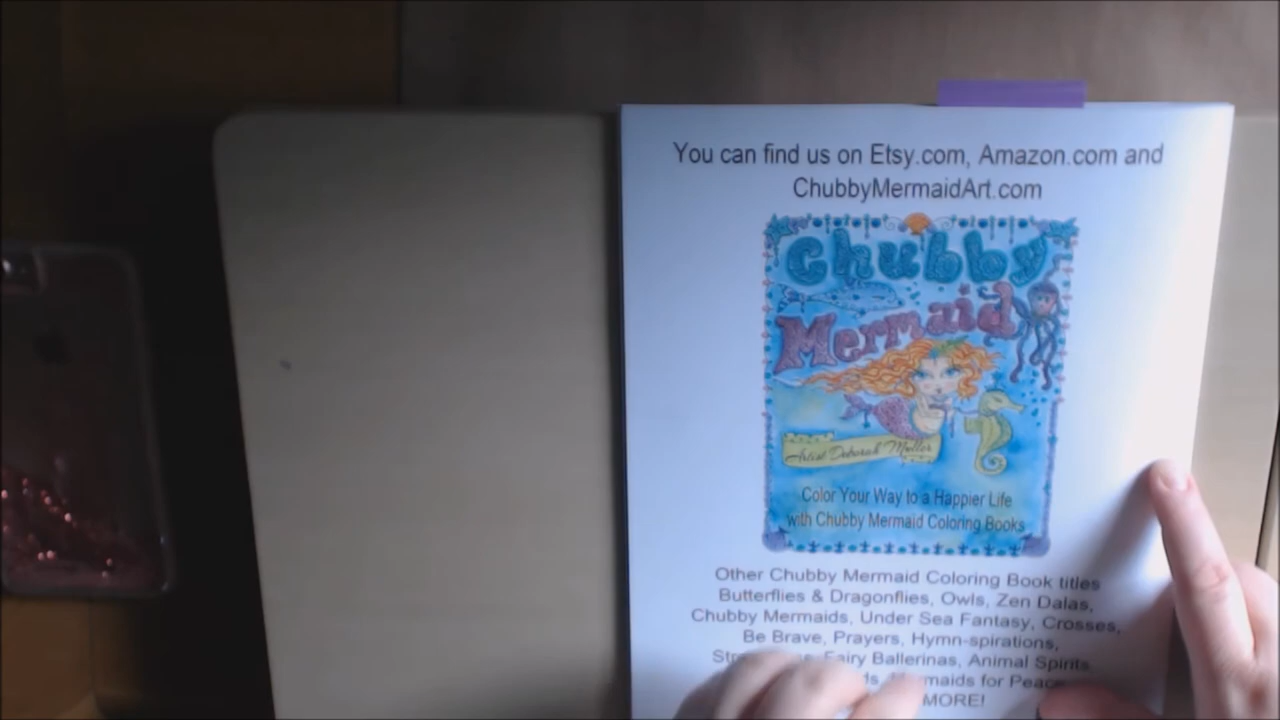 You can find us on Etsy.com, Amazon.com and
ChubbyMermaidArt.com
Chubby
Mermaid
Artist Deborah Muller
Color Your Way to a Happier Life
with Chubby Mermaid Coloring Books
Other Chubby Mermaid Coloring Book titles
Butterflies & Dragonflies, Owls, Zen Dalas,
Chubby Mermaids, Under Sea Fantasy, Crosses,
Be Brave, Prayers, Hymn-spirations,
Fairy Ballerinas, Animal Spirits
for Peace
MORE!